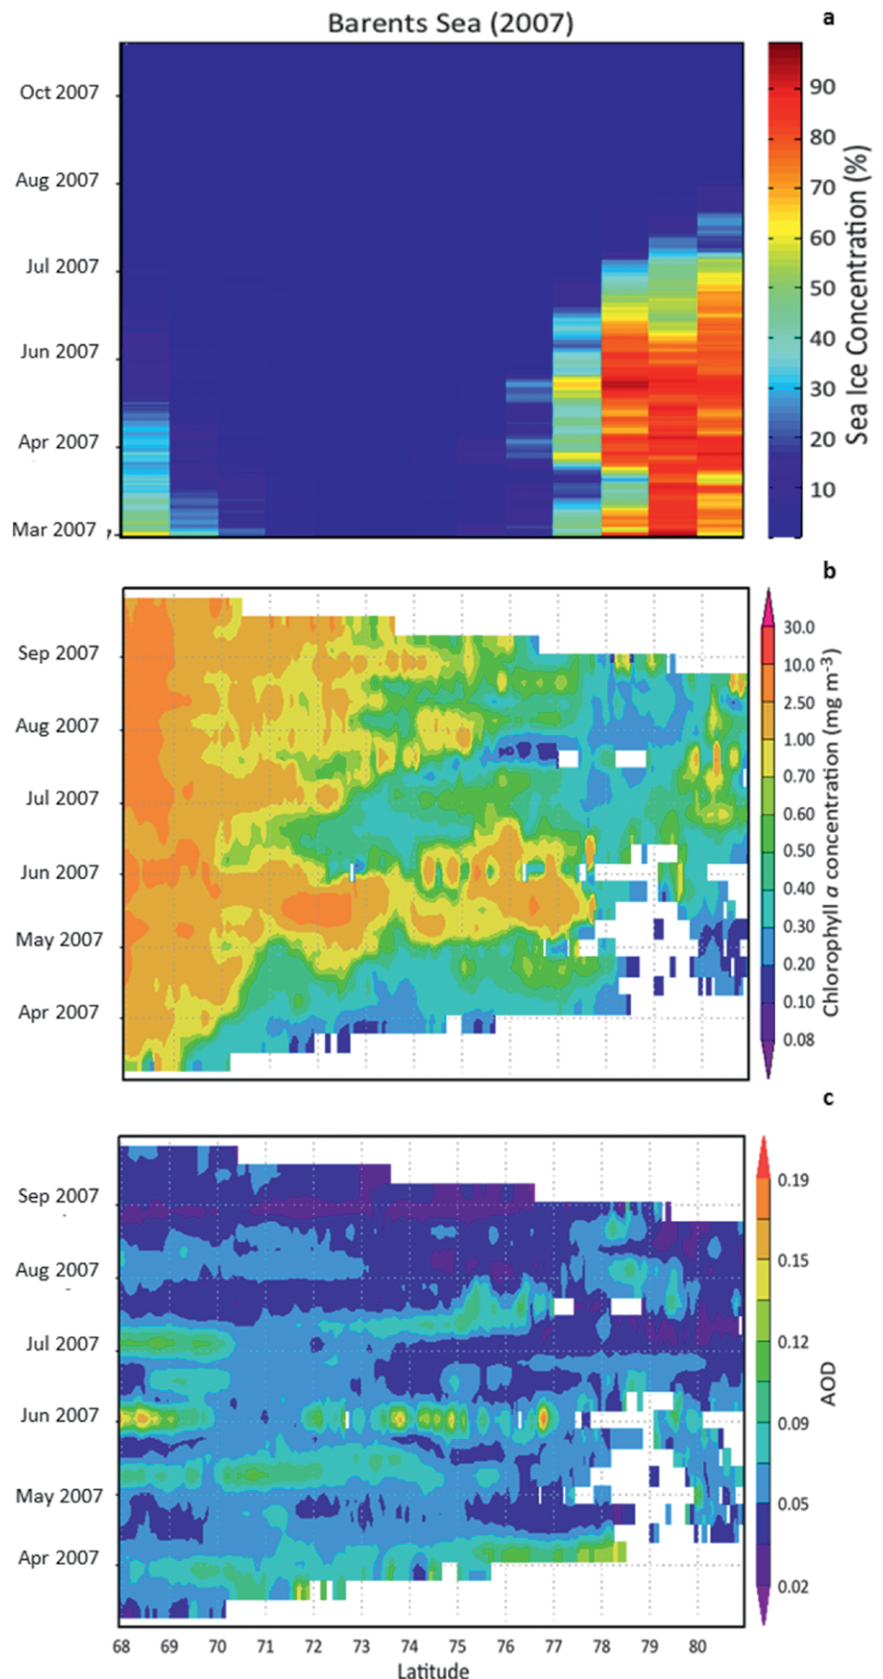 Barents Sea (2007)
a
Oct 2007
Aug 2007
Jul 2007
Jun 2007
Apr 2007
Mar 2007
90
80
70
60
50
40
30
20
10
Sea Ice Concentration (%)
b
Sep 2007
Aug 2007
Jul 2007
Jun 2007
May 2007
Apr 2007
30.0
10.0
2.50
1.00
0.70
0.60
0.50
0.40
0.30
0.20
0.10
0.08
Chlorophyll a concentration (mg m-3)
c
Sep 2007
Aug 2007
Jul 2007
Jun 2007
May 2007
Apr 2007
0.19
0.15
0.12
0.09
0.05
0.02
AOD
68 69 70 71 72 73 74 75 76 77 78 79 80
Latitude